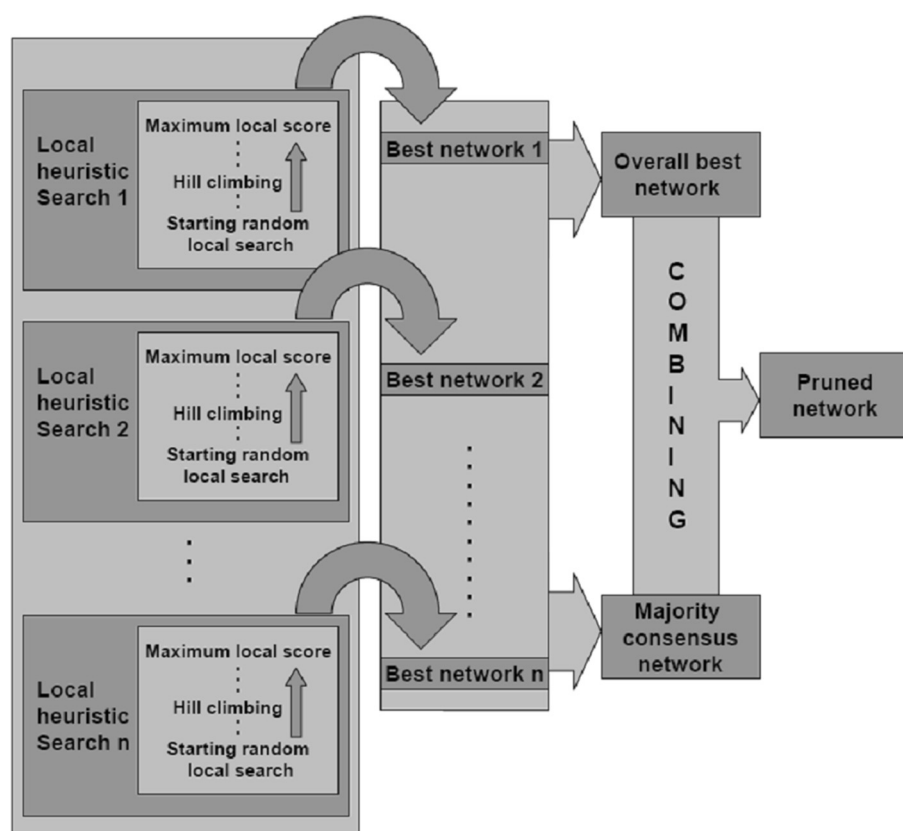 Local
heuristic
Search 1
Maximum local score
Hill climbing
Starting random
local search
Local
heuristic
Search 2
Maximum local score
Hill climbing
Starting random
local search
Local
heuristic
Search n
Maximum local score
Hill climbing
Starting random
local search
Best network 1
Best network 2
Best network n
Overall best
network
COMBINING
Majority
consensus
network
Pruned
network